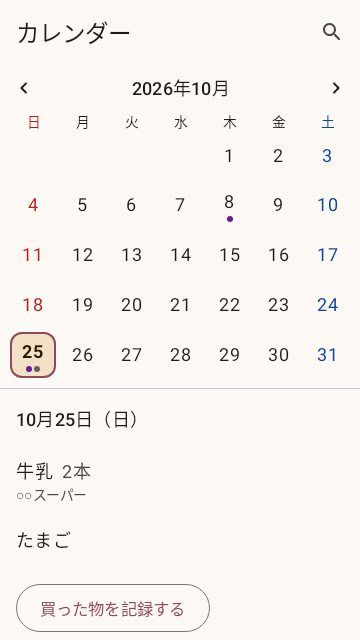 カレンダー
2026年10月
日 月 火 水 木 金 土
1 2 3
4 5 6 7 8 9 10
11 12 13 14 15 16 17
18 19 20 21 22 23 24
25 26 27 28 29 30 31
10月25日（日）
牛乳 2本
○○スーパー
たまご
買った物を記録する